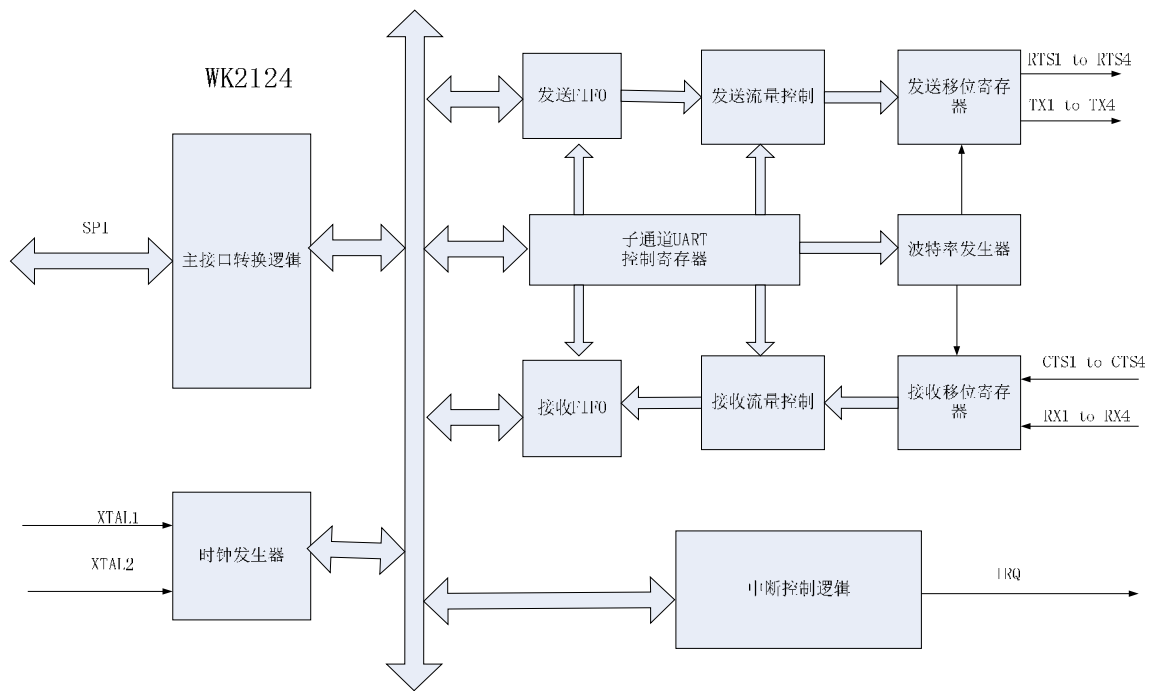 WK2124
SPI
主接口转换逻辑
XTAL1
XTAL2
时钟发生器
发送FIFO
发送流量控制
发送移位寄存
器
RTS1 to RTS4
TX1 to TX4
子通道UART
控制寄存器
波特率发生器
接收FIFO
接收流量控制
接收移位寄存
器
CTS1 to CTS4
RX1 to RX4
中断控制逻辑
IRQ